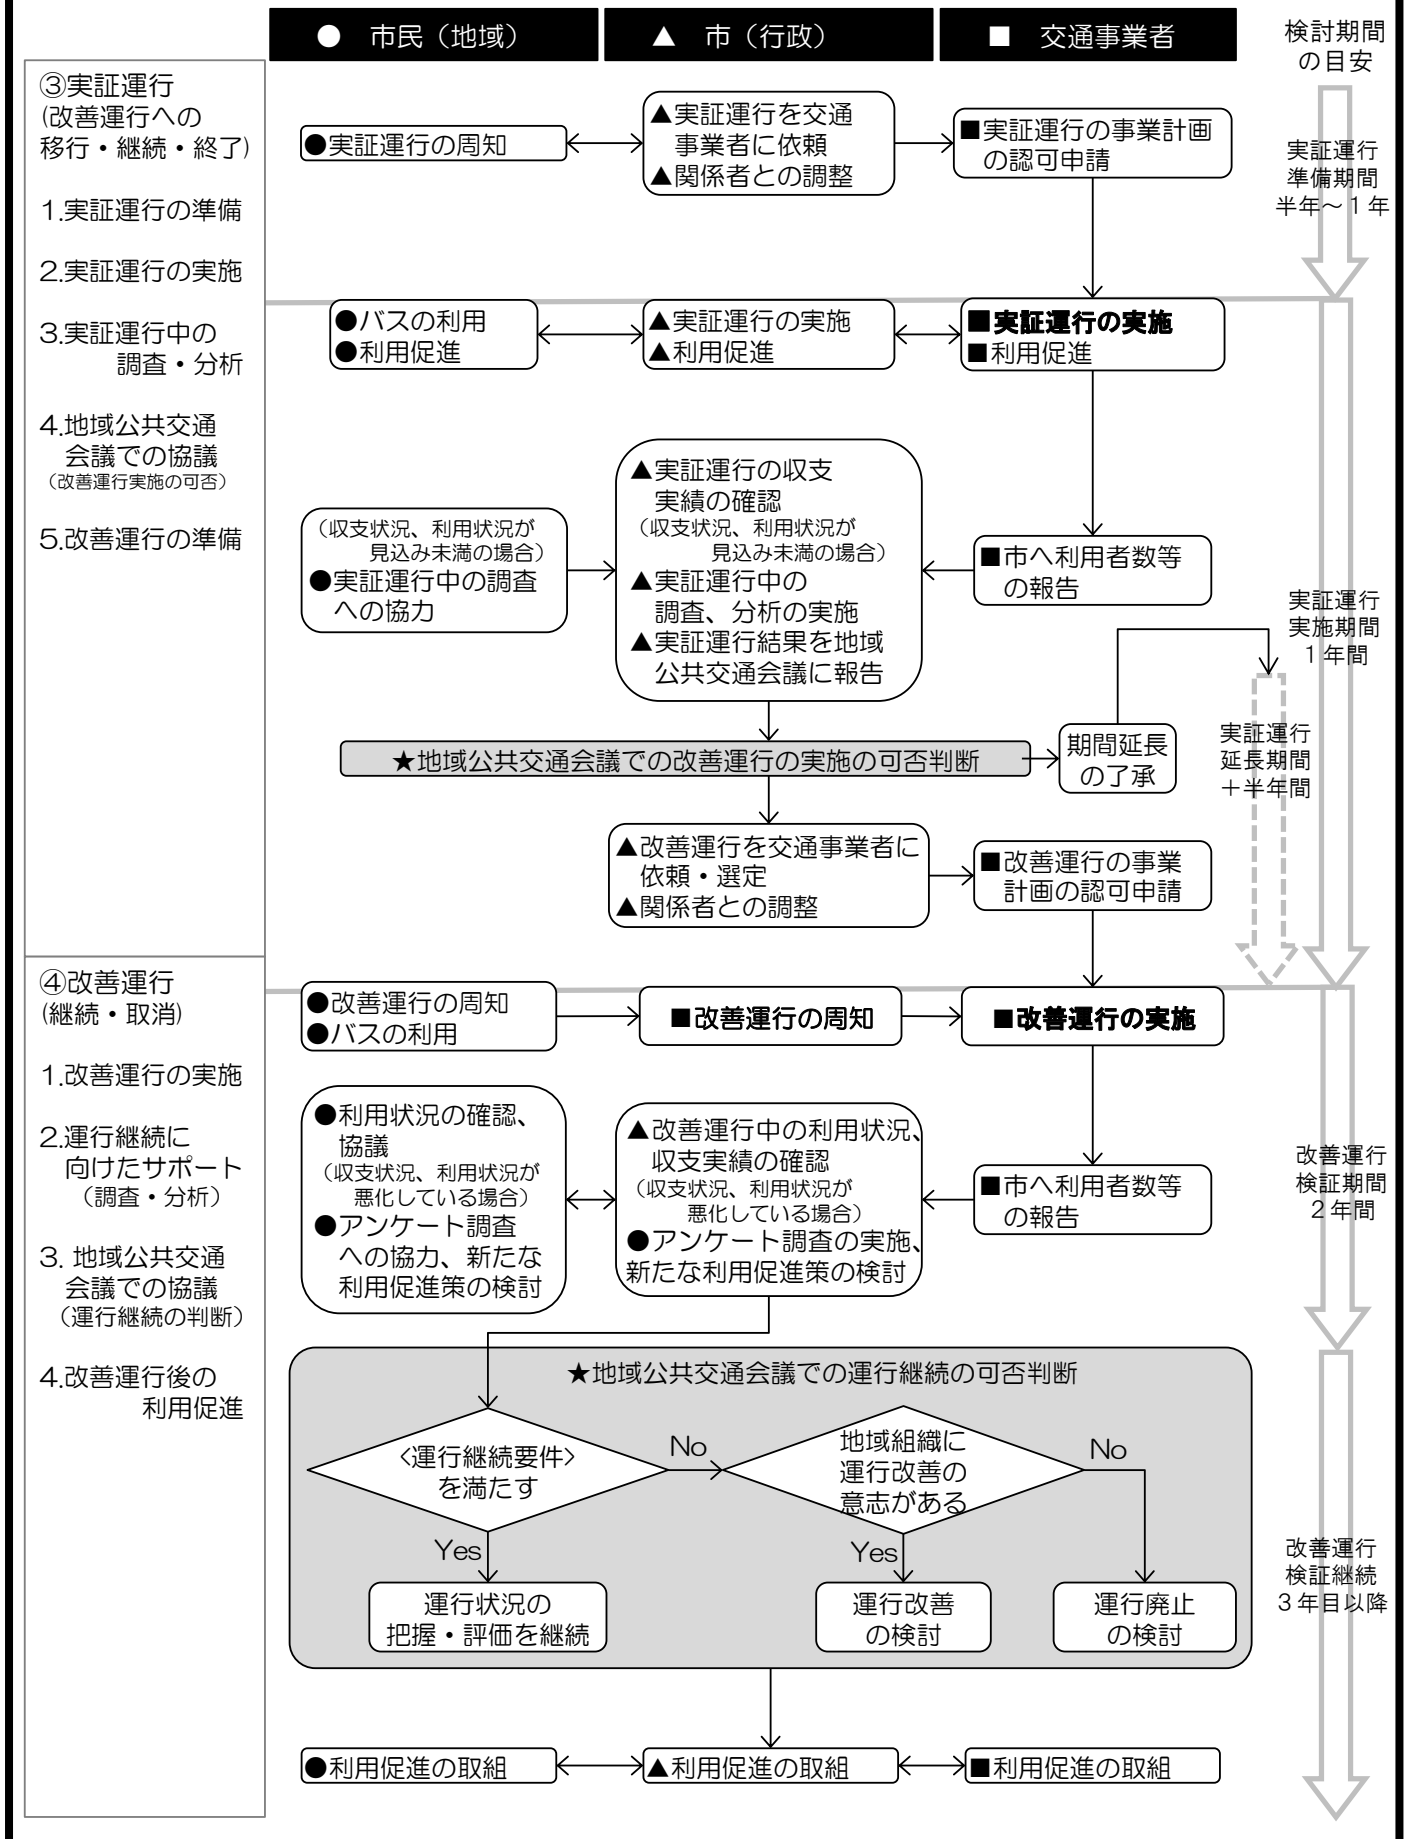 ● 市民（地域）
▲ 市（行政）
■ 交通事業者
検討期間
の目安
③実証運行
(改善運行への
移行・継続・終了)
1.実証運行の準備
2.実証運行の実施
3.実証運行中の
調査・分析
4.地域公共交通
会議での協議
（改善運行実施の可否）
5.改善運行の準備
●実証運行の周知
▲実証運行を交通
事業者に依頼
▲関係者との調整
■実証運行の事業計画
の認可申請
実証運行
準備期間
半年～1年
●バスの利用
●利用促進
▲実証運行の実施
▲利用促進
■実証運行の実施
■利用促進
（収支状況、利用状況が
見込み未満の場合）
●実証運行中の調査
への協力
▲実証運行の収支
実績の確認
（収支状況、利用状況が
見込み未満の場合）
▲実証運行中の
調査、分析の実施
▲実証運行結果を地域
公共交通会議に報告
■市へ利用者数等
の報告
実証運行
実施期間
1年間
★地域公共交通会議での改善運行の実施の可否判断
期間延長
の了承
実証運行
延長期間
＋半年間
▲改善運行を交通事業者に
依頼・選定
▲関係者との調整
■改善運行の事業
計画の認可申請
④改善運行
(継続・取消)
1.改善運行の実施
2.運行継続に
向けたサポート
（調査・分析）
3. 地域公共交通
会議での協議
（運行継続の判断）
4.改善運行後の
利用促進
●改善運行の周知
●バスの利用
■改善運行の周知
■改善運行の実施
●利用状況の確認、
協議
（収支状況、利用状況が
悪化している場合）
●アンケート調査
への協力、新たな
利用促進策の検討
▲改善運行中の利用状況、
収支実績の確認
（収支状況、利用状況が
悪化している場合）
●アンケート調査の実施、
新たな利用促進策の検討
■市へ利用者数等
の報告
改善運行
検証期間
2年間
★地域公共交通会議での運行継続の可否判断
<運行継続要件>
を満たす
No
地域組織に
運行改善の
意志がある
No
Yes
Yes
運行状況の
把握・評価を継続
運行改善
の検討
運行廃止
の検討
改善運行
検証継続
3年目以降
●利用促進の取組
▲利用促進の取組
■利用促進の取組